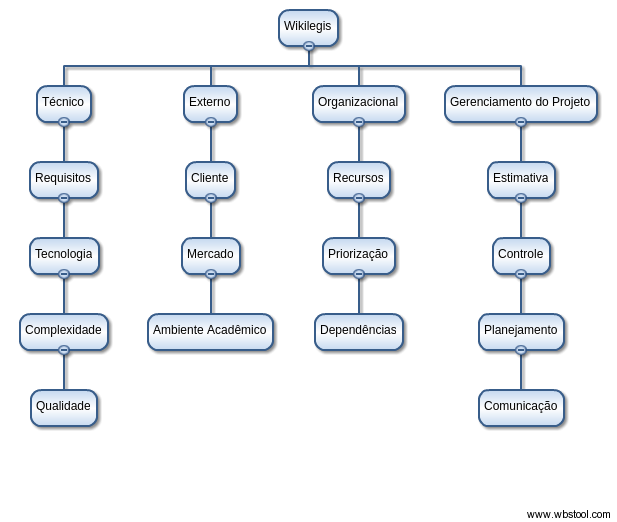 Wikilegis
Técnico
Externo
Organizacional
Gerenciamento do Projeto
Requisitos
Cliente
Recursos
Estimativa
Tecnologia
Mercado
Priorização
Controle
Complexidade
Ambiente Acadêmico
Dependências
Planejamento
Qualidade
Comunicação
www.wbstool.com